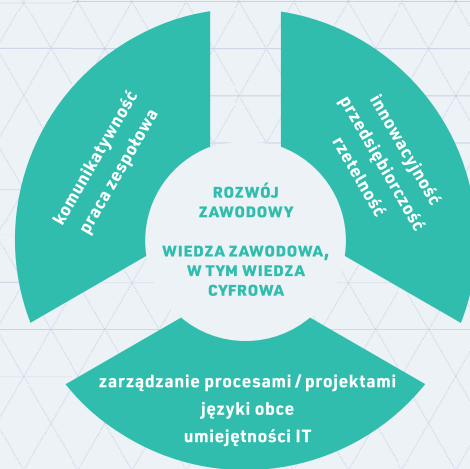 komunikatywność
praca zespołowa
innowacyjność
przedsiębiorczość
rzetelność
ROZWÓJ
ZAWODOWY
WIEDZA ZAWODOWA,
W TYM WIEDZA
CYFROWA
zarządzanie procesami / projektami
języki obce
umiejętności IT